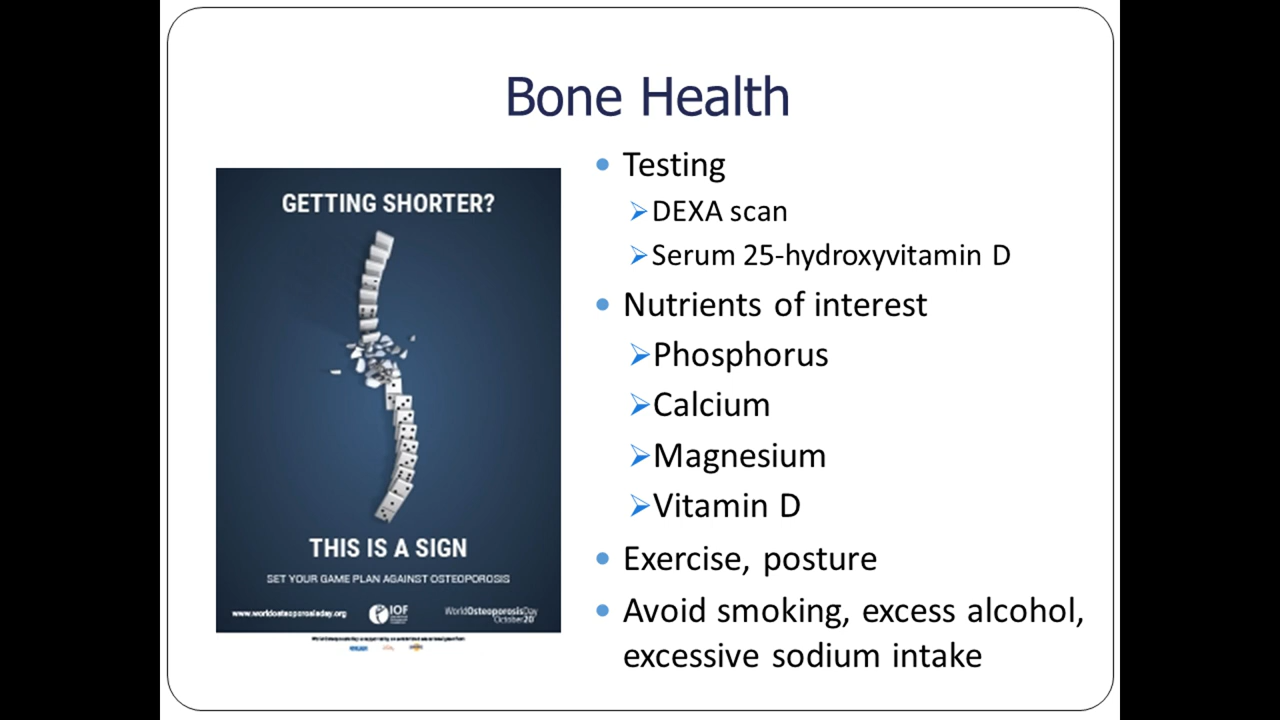 Bone Health
GETTING SHORTER?
THIS IS A SIGN
SET YOUR GAME PLAN AGAINST OSTEOPOROSIS
www.worldosteoporosisday.org
IOF
WorldOsteoporosisDay
October20
Testing
DEXA scan
Serum 25-hydroxyvitamin D
Nutrients of interest
Phosphorus
Calcium
Magnesium
Vitamin D
Exercise, posture
Avoid smoking, excess alcohol,
excessive sodium intake